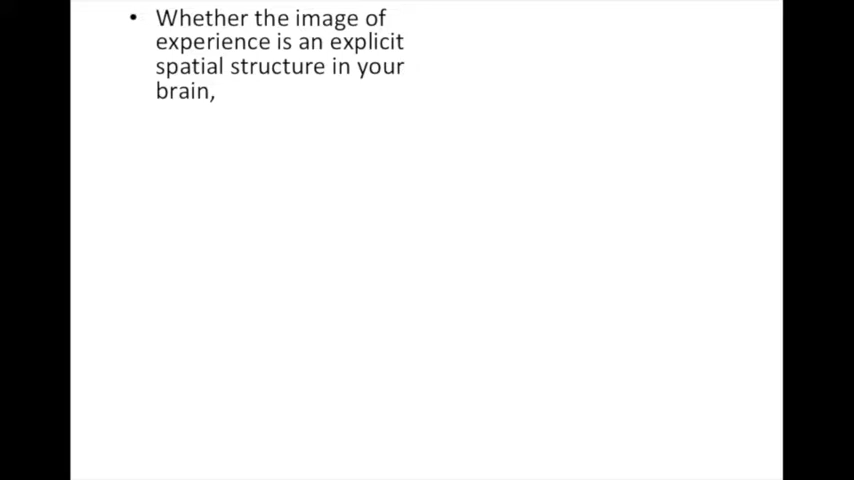 • Whether the image of
experience is an explicit
spatial structure in your
brain,